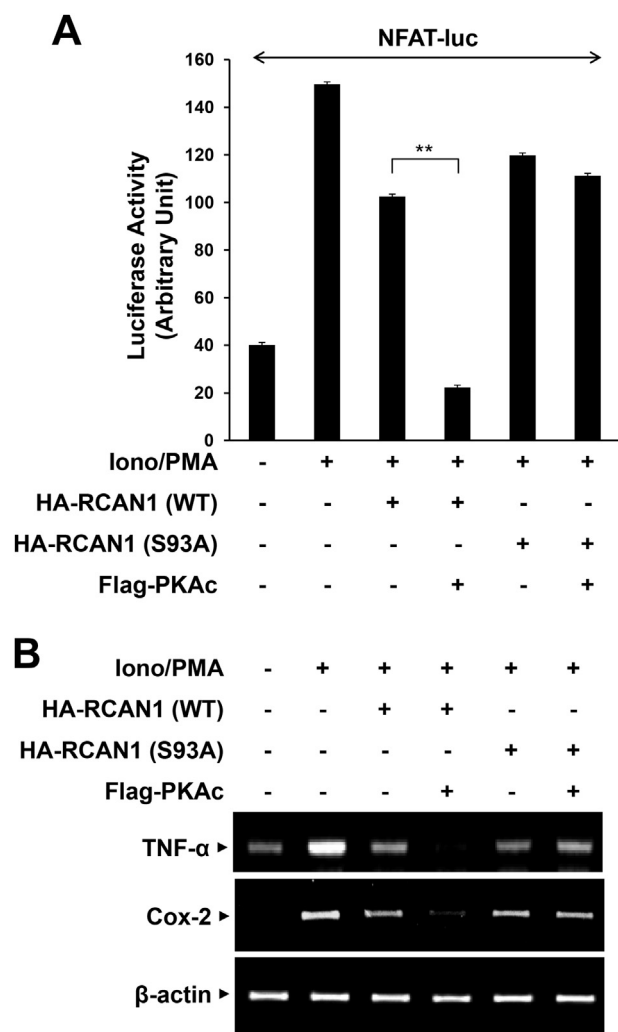 A
NFAT-luc
Luciferase Activity
(Arbitrary Unit)
160
140
120
100
80
60
40
20
0
**
Iono/PMA - + + + + +
HA-RCAN1 (WT) - - + + - -
HA-RCAN1 (S93A) - - - - + +
Flag-PKAc - - - + - +
B
Iono/PMA - + + + + +
HA-RCAN1 (WT) - - + + - -
HA-RCAN1 (S93A) - - - - + +
Flag-PKAc - - - + - +
TNF-α
Cox-2
β-actin